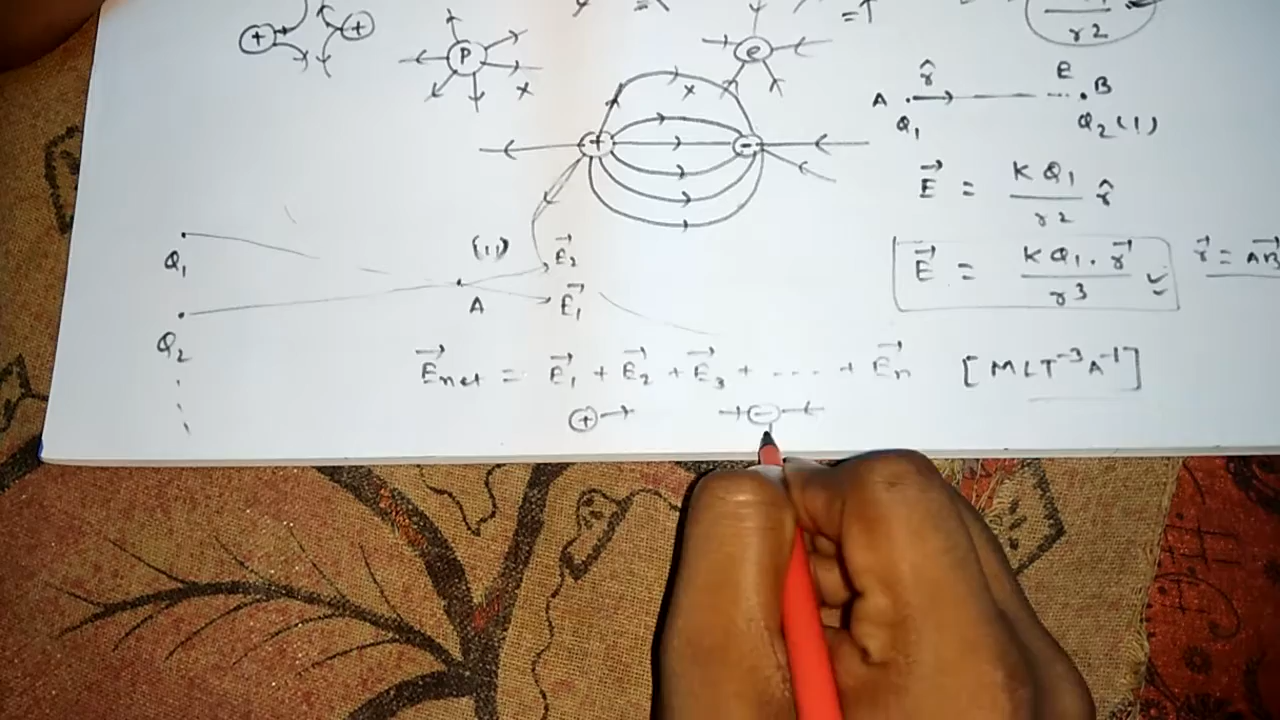 + + P e
r2
A r̂ E B
Q₁ Q₂(1)
E⃗ = KQ₁ / r2 r̂
+ -
Q₁ (1) E⃗₂
E⃗ = KQ₁. r⃗ / r3 r⃗ = AB⃗
A E⃗₁
Q₂
E⃗net = E⃗₁ + E⃗₂ + E⃗₃ + .... + E⃗n [MLT⁻³A⁻¹]
+ -